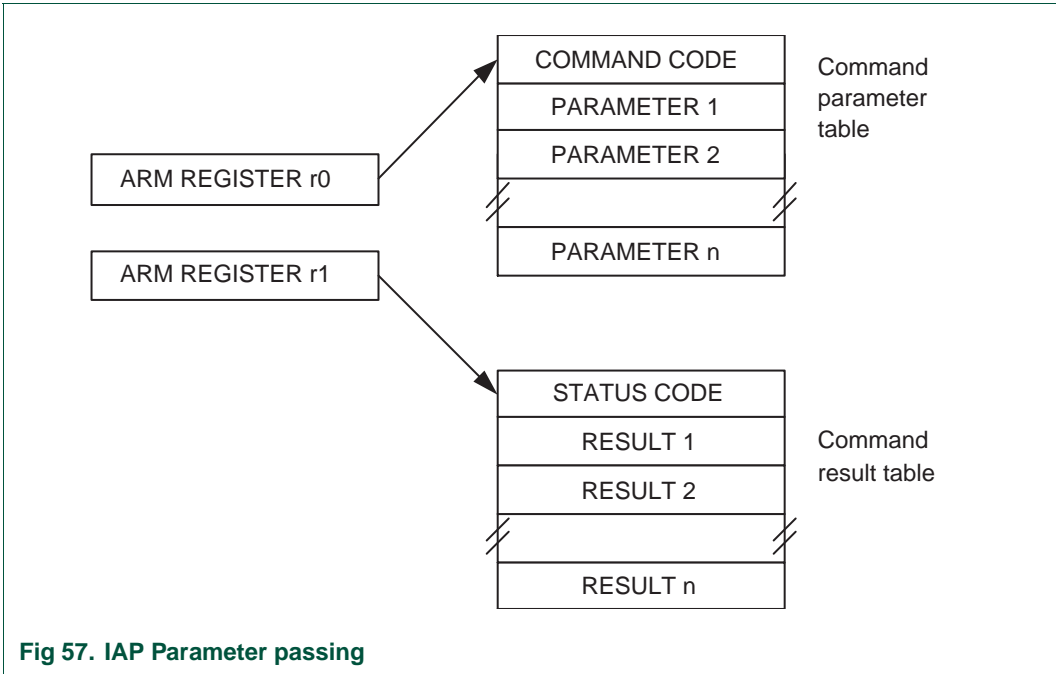 COMMAND CODE
PARAMETER 1
PARAMETER 2
PARAMETER n
Command
parameter
table
ARM REGISTER r0
ARM REGISTER r1
STATUS CODE
RESULT 1
RESULT 2
RESULT n
Command
result table
Fig 57. IAP Parameter passing